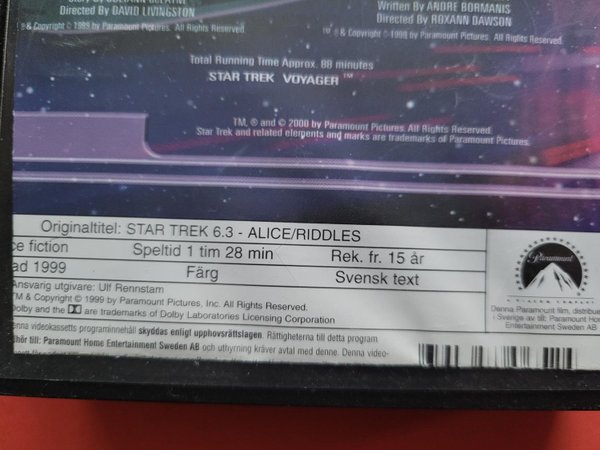 Directed By DAVID LIVINGSTON
& Copyright © 1999 by Paramount Pictures. All Rights Reserved
Written By ANDRE BORMANIS
Directed By ROXANN DAWSON
TM ® & Copyright © 1999 by Paramount Pictures. All Rights Reserved
Total Running Time Approx. 88 minutes
STAR TREK VOYAGER™
TM, ® and © 2000 by Paramount Pictures. All Rights Reserved.
Star Trek and related elements and marks are trademarks of Paramount Pictures.
Originaltitel: STAR TREK 6.3 - ALICE/RIDDLES
ce fiction Speltid 1 tim 28 min Rek. fr. 15 år
ad 1999 Färg Svensk text
Ansvarig utgivare: Ulf Rennstam
TM & Copyright © 1999 by Paramount Pictures, Inc. All Rights Reserved.
Dolby and the are trademarks of Dolby Laboratories Licensing Corporation
enna videokassetts programinnehåll skyddas enligt upphovsrättslagen. Rättigheterna till detta program
hör till: Paramount Home Entertainment Sweden AB och uthyrning kräver avtal med denne. Denna video-
Paramount
Denna Paramount film, distribue
i Sverige av till: Paramount Ho
Entertainment Sweden AB